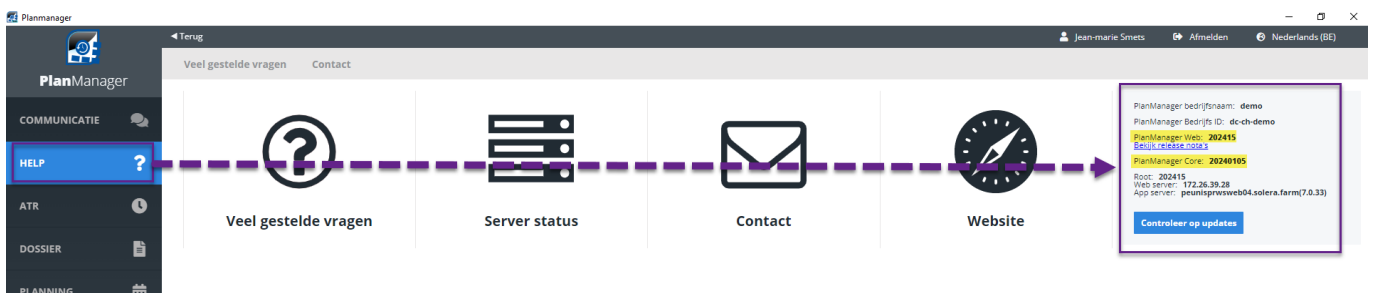 Planmanager
PlanManager
Terug
Jean-marie Smets
Afmelden
Nederlands (BE)
Veel gestelde vragen
Contact
COMMUNICATIE
HELP
?
ATR
DOSSIER
PLANNING
?
Veel gestelde vragen
Server status
Contact
Website
PlanManager bedrijfsnaam: demo
PlanManager Bedrijfs ID: dc-ch-demo
PlanManager Web: 202415
Bekijk release nota's
PlanManager Core: 20240105
Root: 202415
Web server: 172.26.39.28
App server: peunisprwsweb04.solera.farm(7.0.33)
Controleer op updates